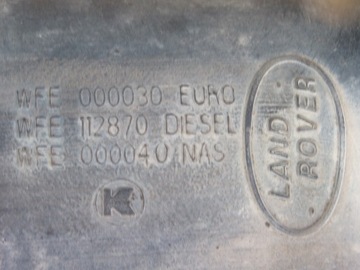 WFE 000030 EURO
WFE 112870 DIESEL
WFE 000040 NAS
LAND
ROVER
K